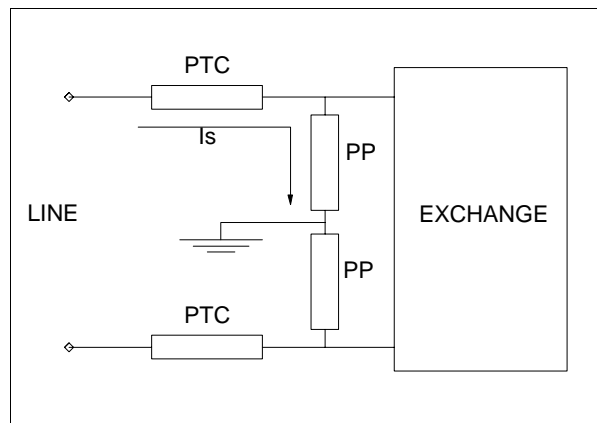 PTC
Is
PP
LINE
EXCHANGE
PP
PTC